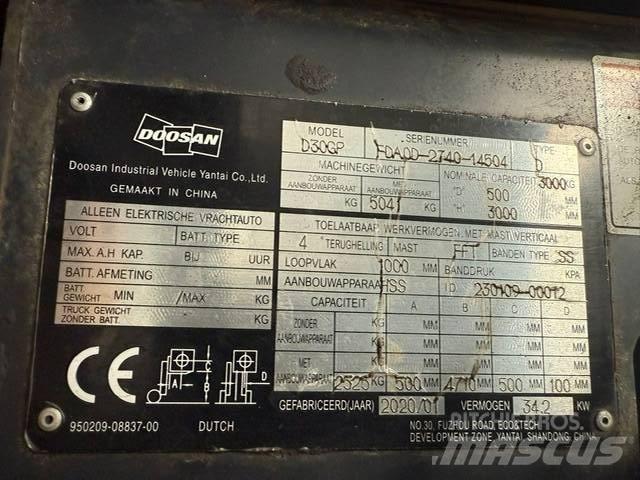 DOOSAN
Doosan Industrial Vehicle Yantai Co.,Ltd.
GEMAAKT IN CHINA
ALLEEN ELEKTRISCHE VRACHTAUTO
VOLT BATT.TYPE
MAX. A.H KAP. BIJ UUR
BATT. AFMETING MM
BATT. GEWICHT MIN /MAX KG
TRUCK GEWICHT ZONDER BATT. KG
CE
A B C D
950209-08837-00 DUTCH
MODEL SERIENUMMER TYPE
D30GP FDA0D-2740-14504 D
MACHINEGEWICHT NOMINALE CAPACITEIT 3000KG
ZONDER AANBOUWAPPARAAT MET AANBOUWAPPARAAT "D" 500 MM
KG 5041 KG "H" 3000 MM
TOELAATBAAR WERKVERMOGEN MET MAST VERTICAAL
4 TERUGHELLING MAST FFT BANDEN TYPE SS
LOOPVLAK 1000 MM BANDDRUK KPA
AANBOUWAPPARAAT ISS ID 230109-00012
CAPACITEIT A B C D
ZONDER AANBOUWAPPARAAT KG MM MM MM MM
MET AANBOUWAPPARAAT 2525 KG 500 MM 4710 MM 500 MM 100 MM
GEFABRICEERD(JAAR) 2020/01 VERMOGEN 34.2 KW
NO.30, FUZHOU ROAD, ECO&TECH
DEVELOPMENT ZONE, YANTAI, SHANDONG, CHINA
MASCUS